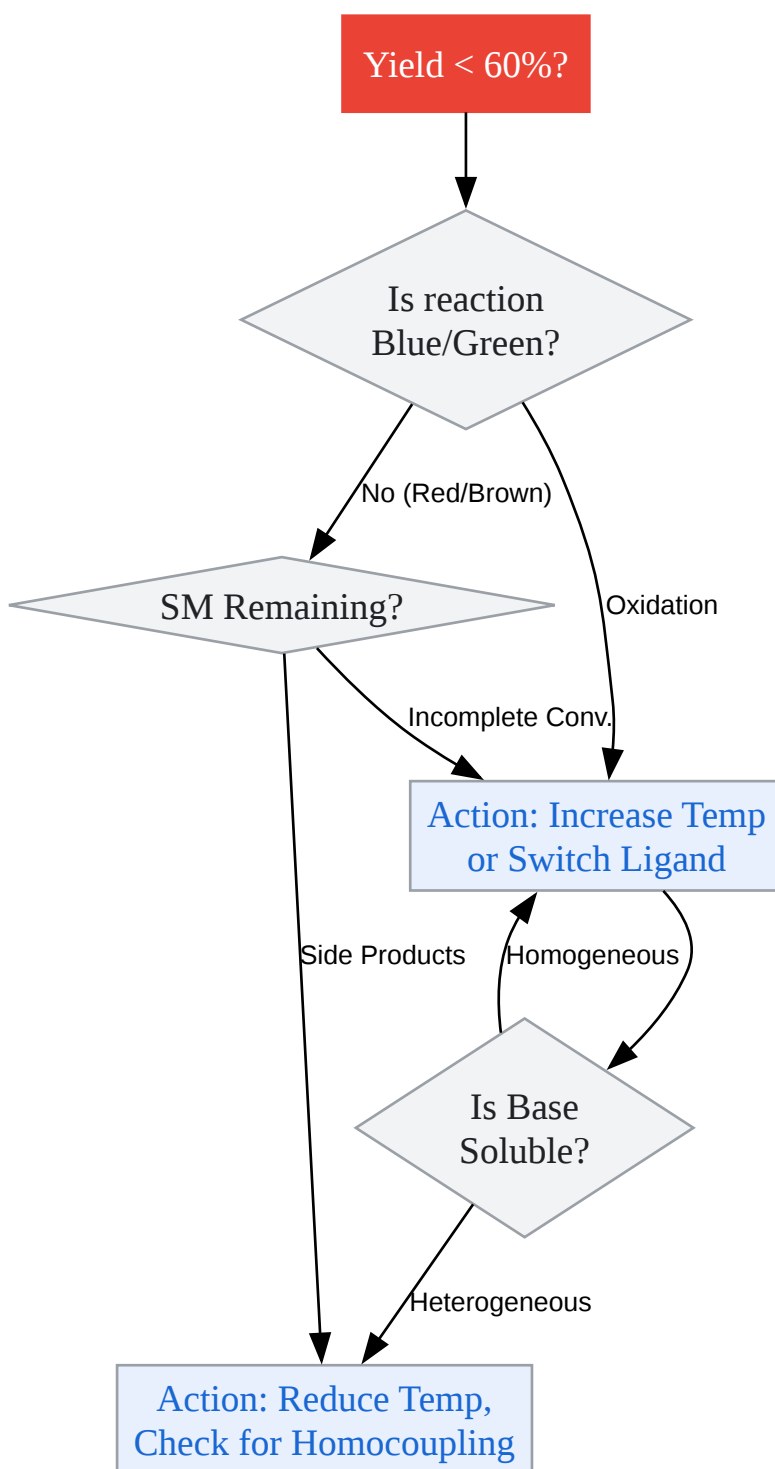 Yield < 60%?
Is reaction
Blue/Green?
No (Red/Brown)
SM Remaining?
Oxidation
Incomplete Conv.
Action: Increase Temp
or Switch Ligand
Side Products
Homogeneous
Is Base
Soluble?
Heterogeneous
Action: Reduce Temp,
Check for Homocoupling